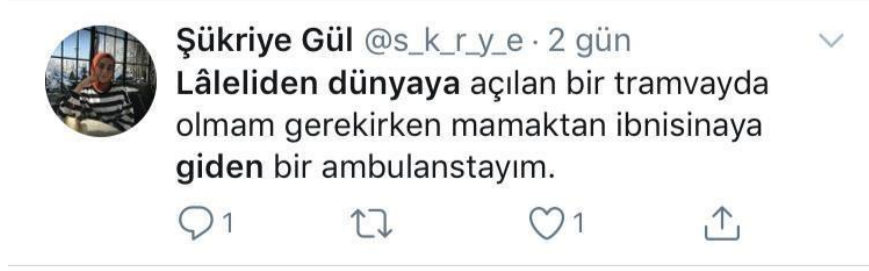 Şükriye Gül @s_k_r_y_e · 2 gün
Lâleliden dünyaya açılan bir tramvayda
olmam gerekirken mamaktan ibnisinaya
giden bir ambulanstayım.
1 1